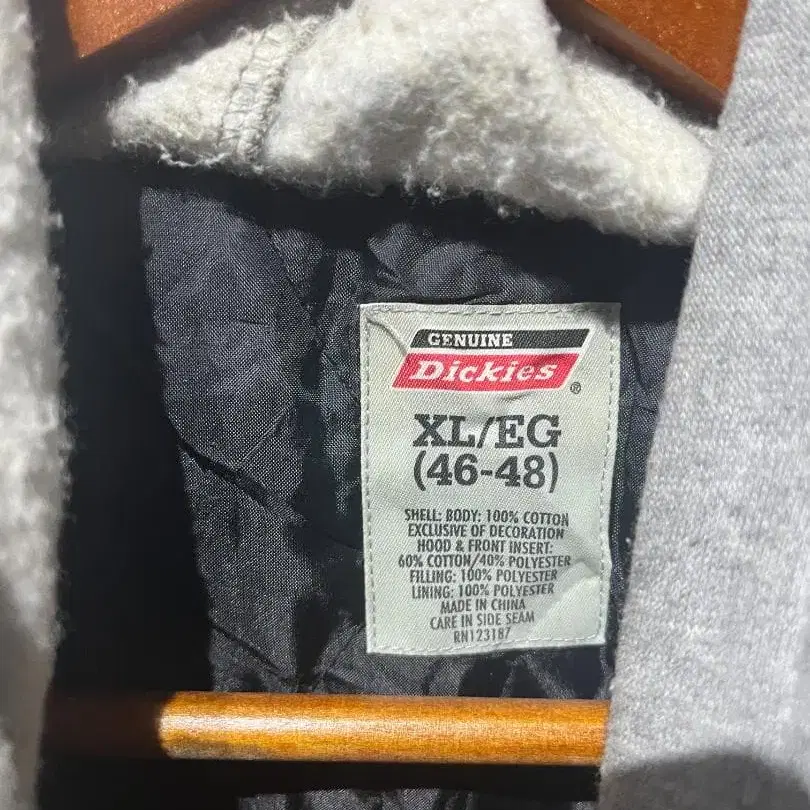 GENUINE
Dickies®
XL/EG
(46-48)
SHELL: BODY: 100% COTTON
EXCLUSIVE OF DECORATION
HOOD & FRONT INSERT:
60% COTTON/40% POLYESTER
FILLING: 100% POLYESTER
LINING: 100% POLYESTER
MADE IN CHINA
CARE IN SIDE SEAM
RN123187